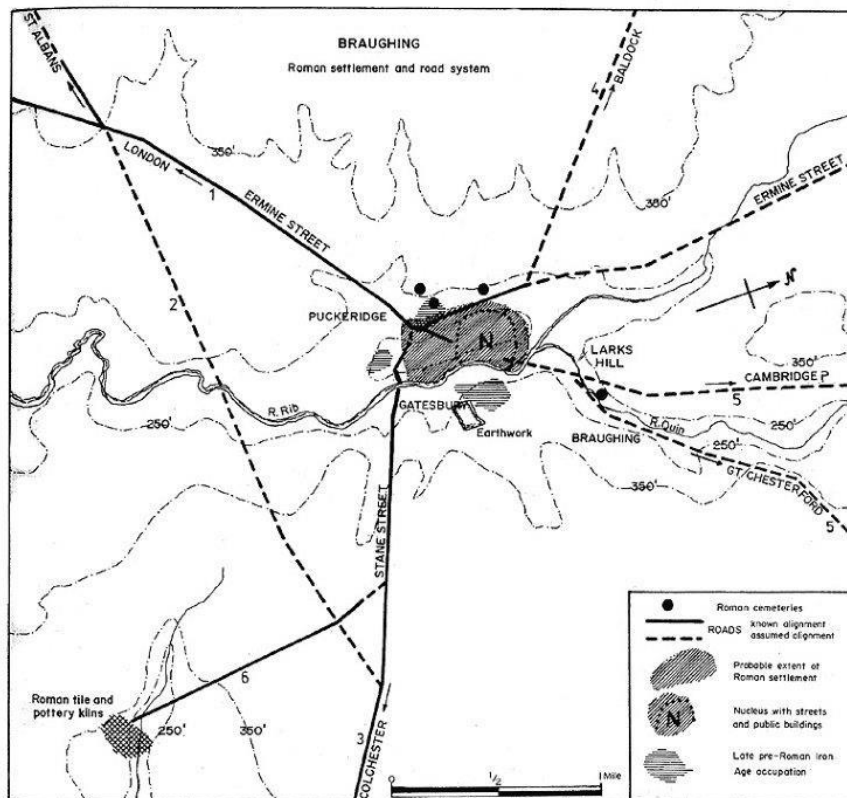 BRAUGHING
Roman settlement and road system
ST ALBANS
BALDOCK
4
350'
LONDON
1
ERMINE STREET
350'
ERMINE STREET
N
2
PUCKERIDGE
N
LARKS
HILL
350'
CAMBRIDGE ?
5
R. Rib
GATESBURY
R. Quin
250'
250'
Earthwork
BRAUGHING
250'
350'
GT CHESTERFORD
5
STANE STREET
6
Roman tile and
pottery kilns
250'
350'
3
COLCHESTER
0
1/2
1 Mile
Roman cemeteries
ROADS
known alignment
assumed alignment
Probable extent of
Roman settlement
N
Nucleus with streets
and public buildings
Late pre-Roman Iron
Age occupation